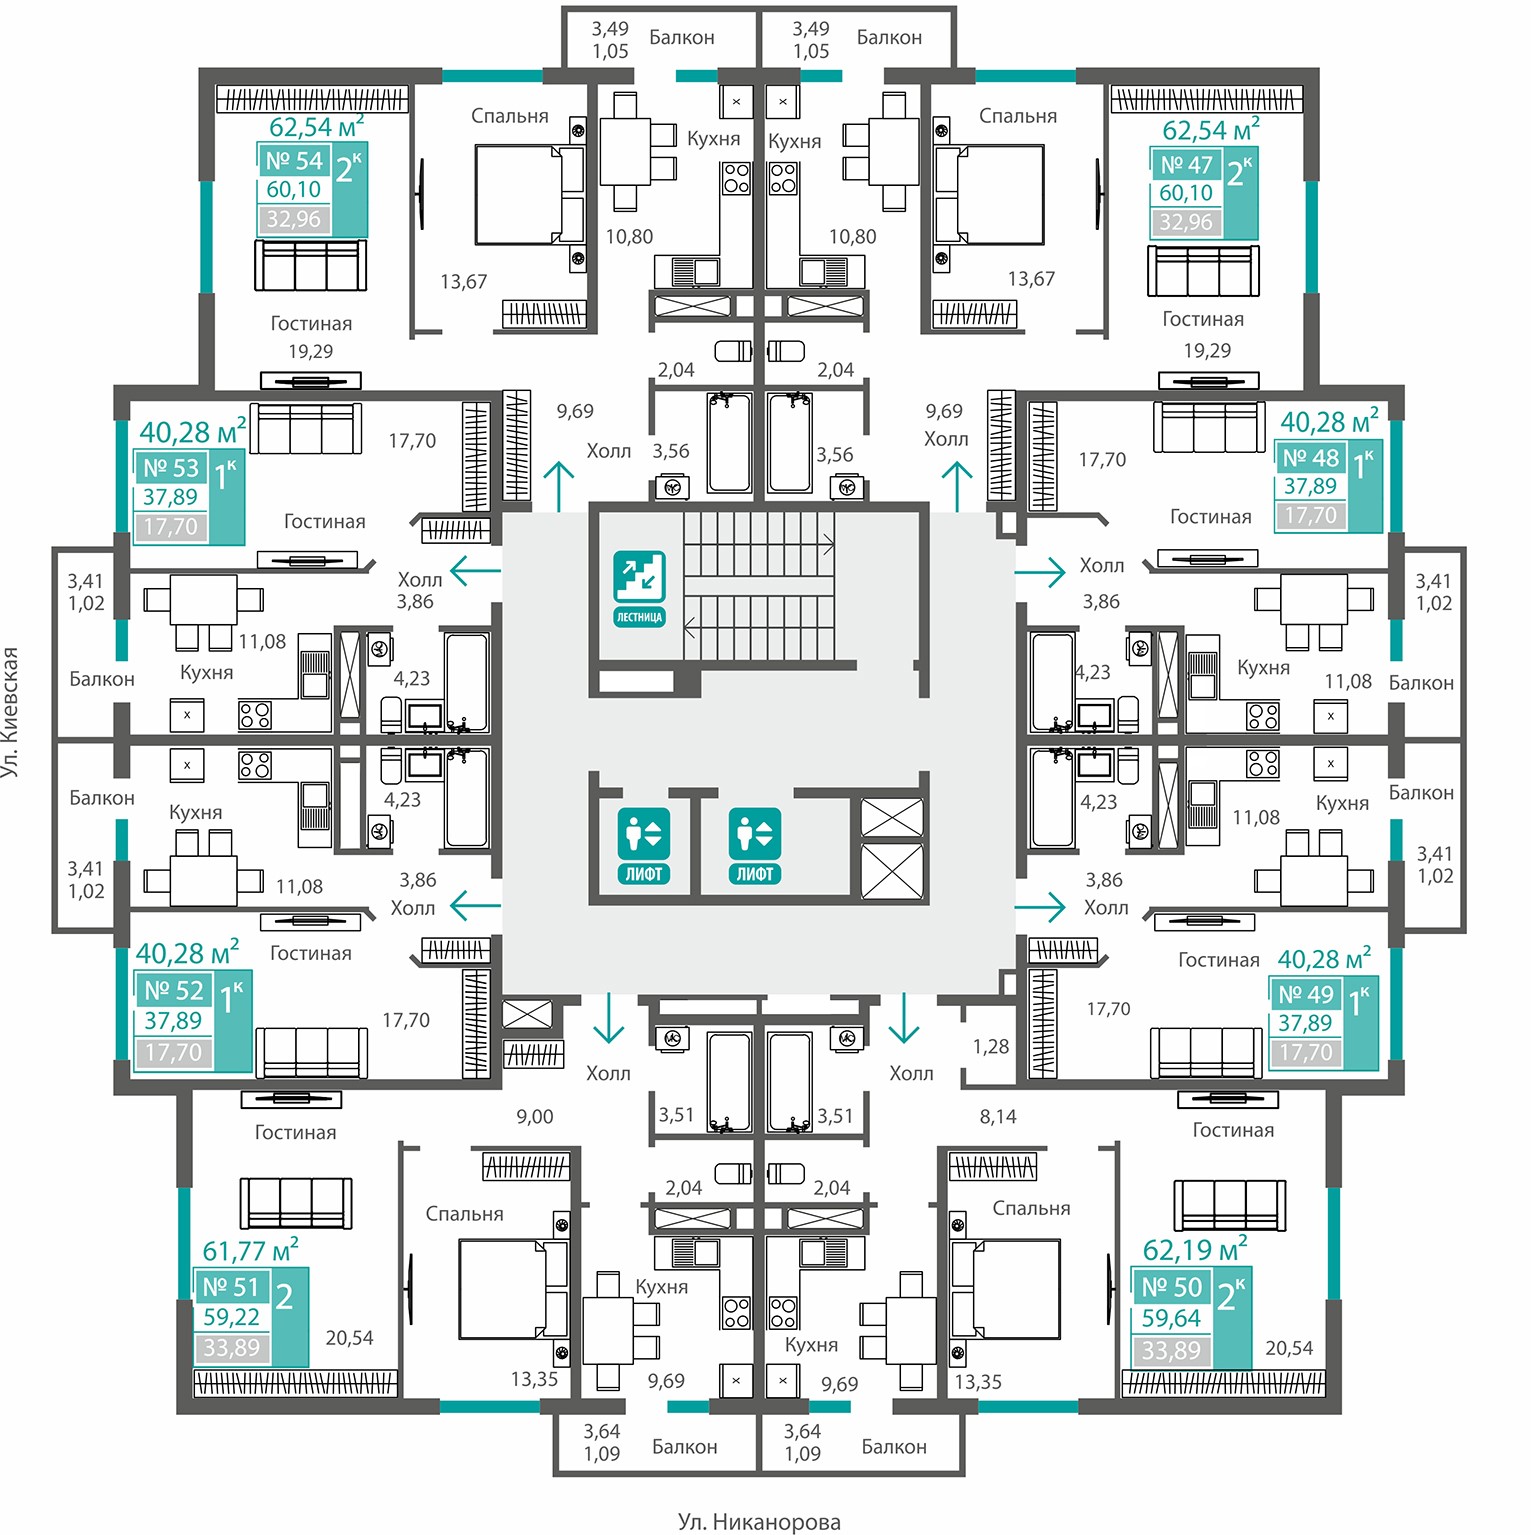 3,49
1,05
Балкон
3,49
1,05
Балкон
62,54 м²
№ 54
2ᴷ
60,10
32,96
Гостиная
19,29
Спальня
13,67
Кухня
10,80
2,04
3,56
9,69
Холл
Кухня
10,80
2,04
3,56
9,69
Холл
Спальня
13,67
62,54 м²
№ 47
2ᴷ
60,10
32,96
Гостиная
19,29
40,28 м²
№ 53
1ᴷ
37,89
17,70
17,70
Гостиная
Холл
3,86
3,41
1,02
Балкон
11,08
Кухня
4,23
ЛЕСТНИЦА
40,28 м²
№ 48
1ᴷ
37,89
17,70
17,70
Гостиная
Холл
3,86
3,41
1,02
Балкон
4,23
Кухня
11,08
Ул. Киевская
Балкон
3,41
1,02
Кухня
11,08
4,23
3,86
Холл
ЛИФТ
ЛИФТ
4,23
11,08
Кухня
Балкон
3,41
1,02
3,86
Холл
40,28 м²
№ 52
1ᴷ
37,89
17,70
Гостиная
17,70
Гостиная
40,28 м²
№ 49
1ᴷ
37,89
17,70
17,70
1,28
Холл
9,00
3,51
2,04
Холл
8,14
3,51
2,04
Гостиная
61,77 м²
№ 51
2
59,22
33,89
20,54
Спальня
13,35
Кухня
9,69
Кухня
9,69
Спальня
13,35
Гостиная
62,19 м²
№ 50
2ᴷ
59,64
33,89
20,54
3,64
1,09
Балкон
3,64
1,09
Балкон
Ул. Никанорова